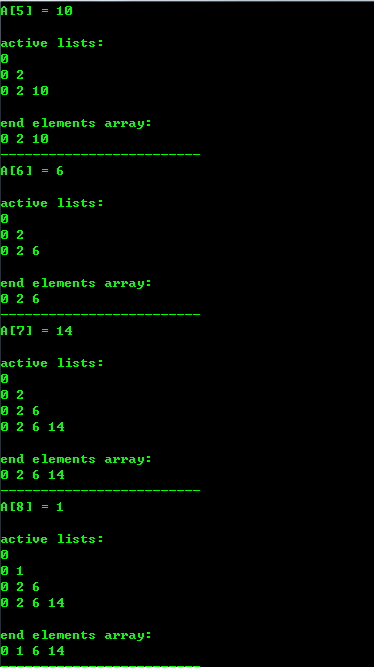 A[5] = 10
active lists:
0
0 2
0 2 10
end elements array:
0 2 10
-------------------------
A[6] = 6
active lists:
0
0 2
0 2 6
end elements array:
0 2 6
-------------------------
A[7] = 14
active lists:
0
0 2
0 2 6
0 2 6 14
end elements array:
0 2 6 14
-------------------------
A[8] = 1
active lists:
0
0 1
0 2 6
0 2 6 14
end elements array:
0 1 6 14
-------------------------